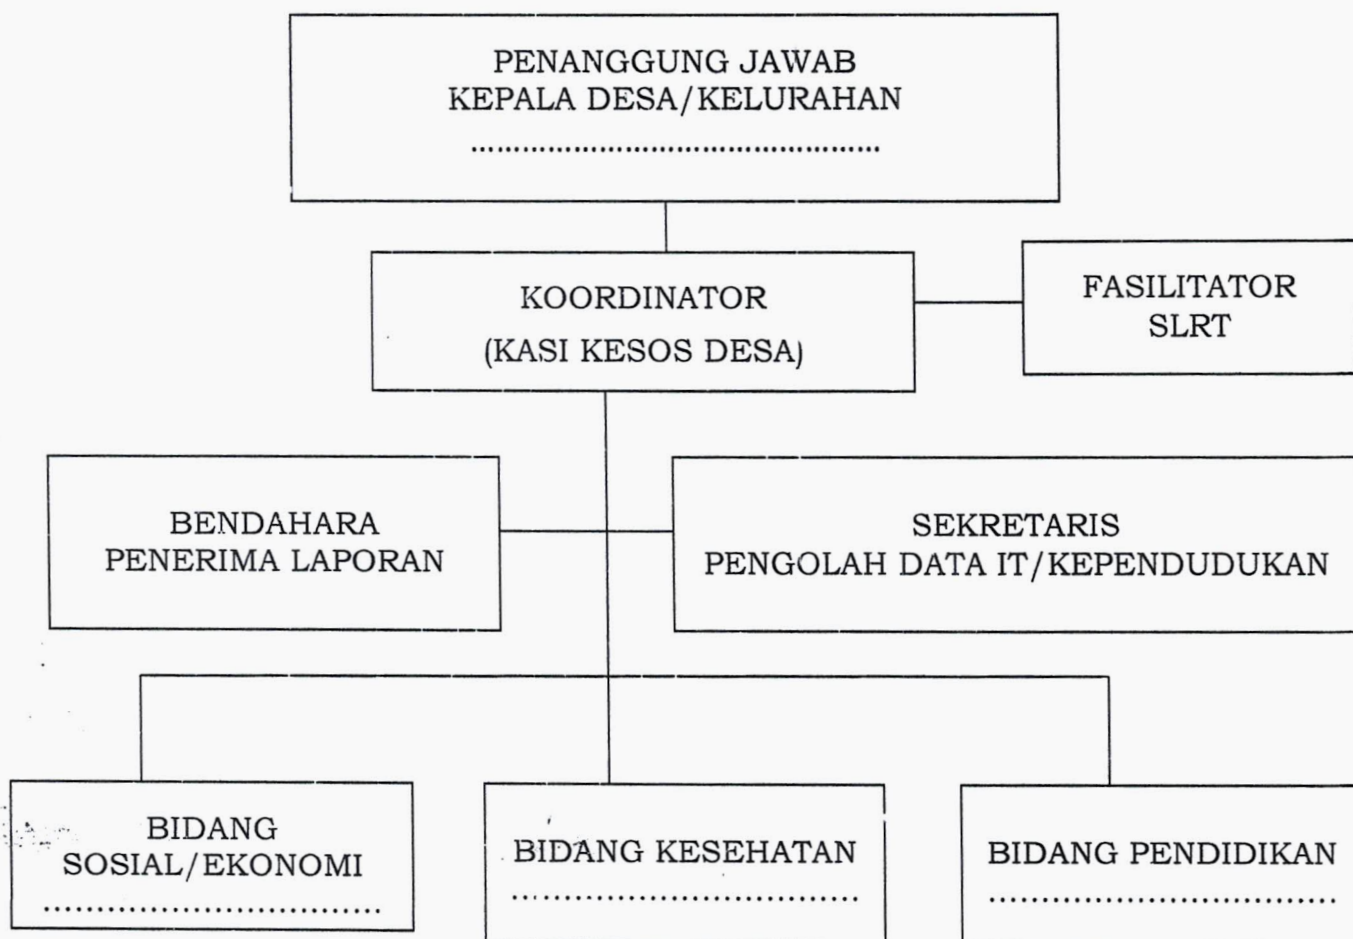 PENANGGUNG JAWAB
KEPALA DESA/KELURAHAN
................................................
KOORDINATOR
(KASI KESOS DESA)
FASILITATOR
SLRT
BENDAHARA
PENERIMA LAPORAN
SEKRETARIS
PENGOLAH DATA IT/KEPENDUDUKAN
BIDANG
SOSIAL/EKONOMI
.................................
BIDANG KESEHATAN
.................................
BIDANG PENDIDIKAN
.................................